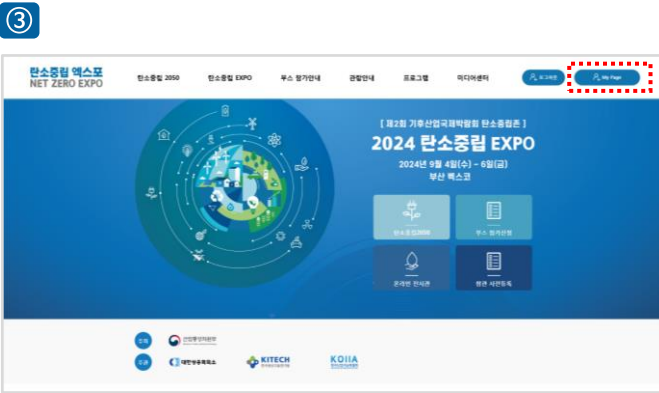 ③
탄소중립 엑스포
NET ZERO EXPO
탄소중립 2050
탄소중립 EXPO
부스 참가안내
관람안내
프로그램
미디어센터
로그아웃
My Page
[ 제2회 기후산업국제박람회 탄소중립존 ]
2024 탄소중립 EXPO
2024년 9월 4일(수) – 6일(금)
부산 벡스코
탄소중립2050
부스 참가신청
온라인 전시관
참관 사전등록
주최
산업통상자원부
주관
대한상공회의소
KITECH
KOIIA